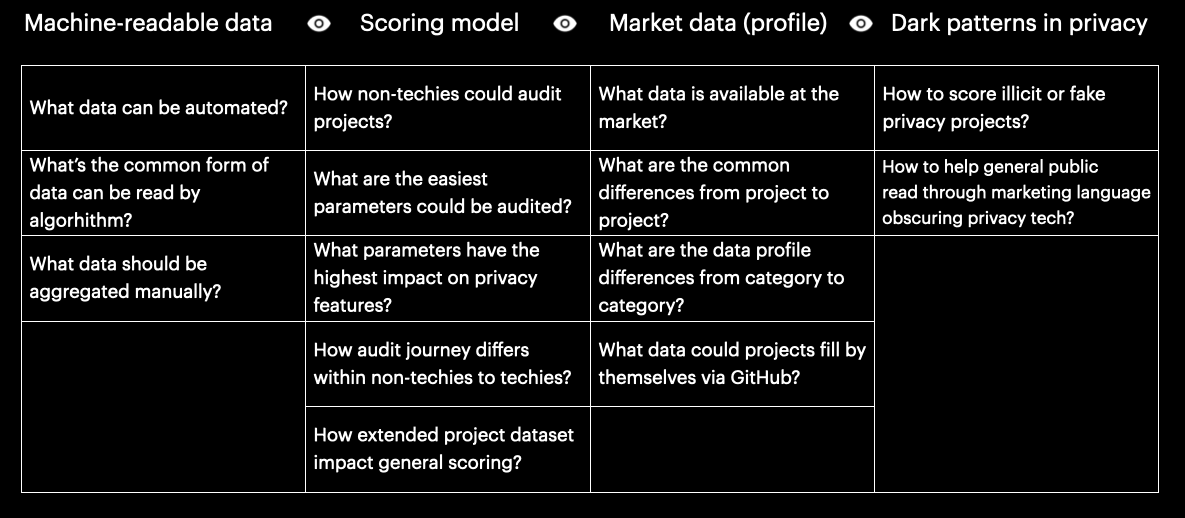 Machine-readable data
Scoring model
Market data (profile)
Dark patterns in privacy
What data can be automated?
How non-techies could audit
projects?
What data is available at the
market?
How to score illicit or fake
privacy projects?
What's the common form of
data can be read by
algorhithm?
What are the easiest
parameters could be audited?
What are the common
differences from project to
project?
How to help general public
read through marketing language
obscuring privacy tech?
What data should be
aggregated manually?
What parameters have the
highest impact on privacy
features?
What are the data profile
differences from category to
category?
How audit journey differs
within non-techies to techies?
What data could projects fill by
themselves via GitHub?
How extended project dataset
impact general scoring?